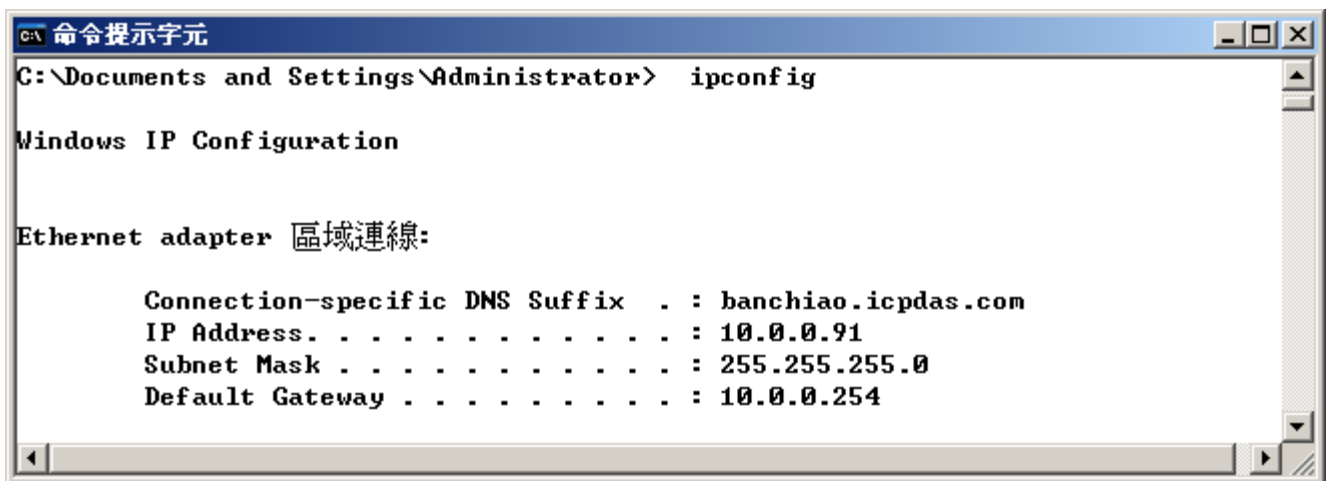 命令提示字元
C:\Documents and Settings\Administrator>  ipconfig
Windows IP Configuration
Ethernet adapter 區域連線:
Connection-specific DNS Suffix  . : banchiao.icpdas.com
IP Address. . . . . . . . . . . . : 10.0.0.91
Subnet Mask . . . . . . . . . . . : 255.255.255.0
Default Gateway . . . . . . . . . : 10.0.0.254